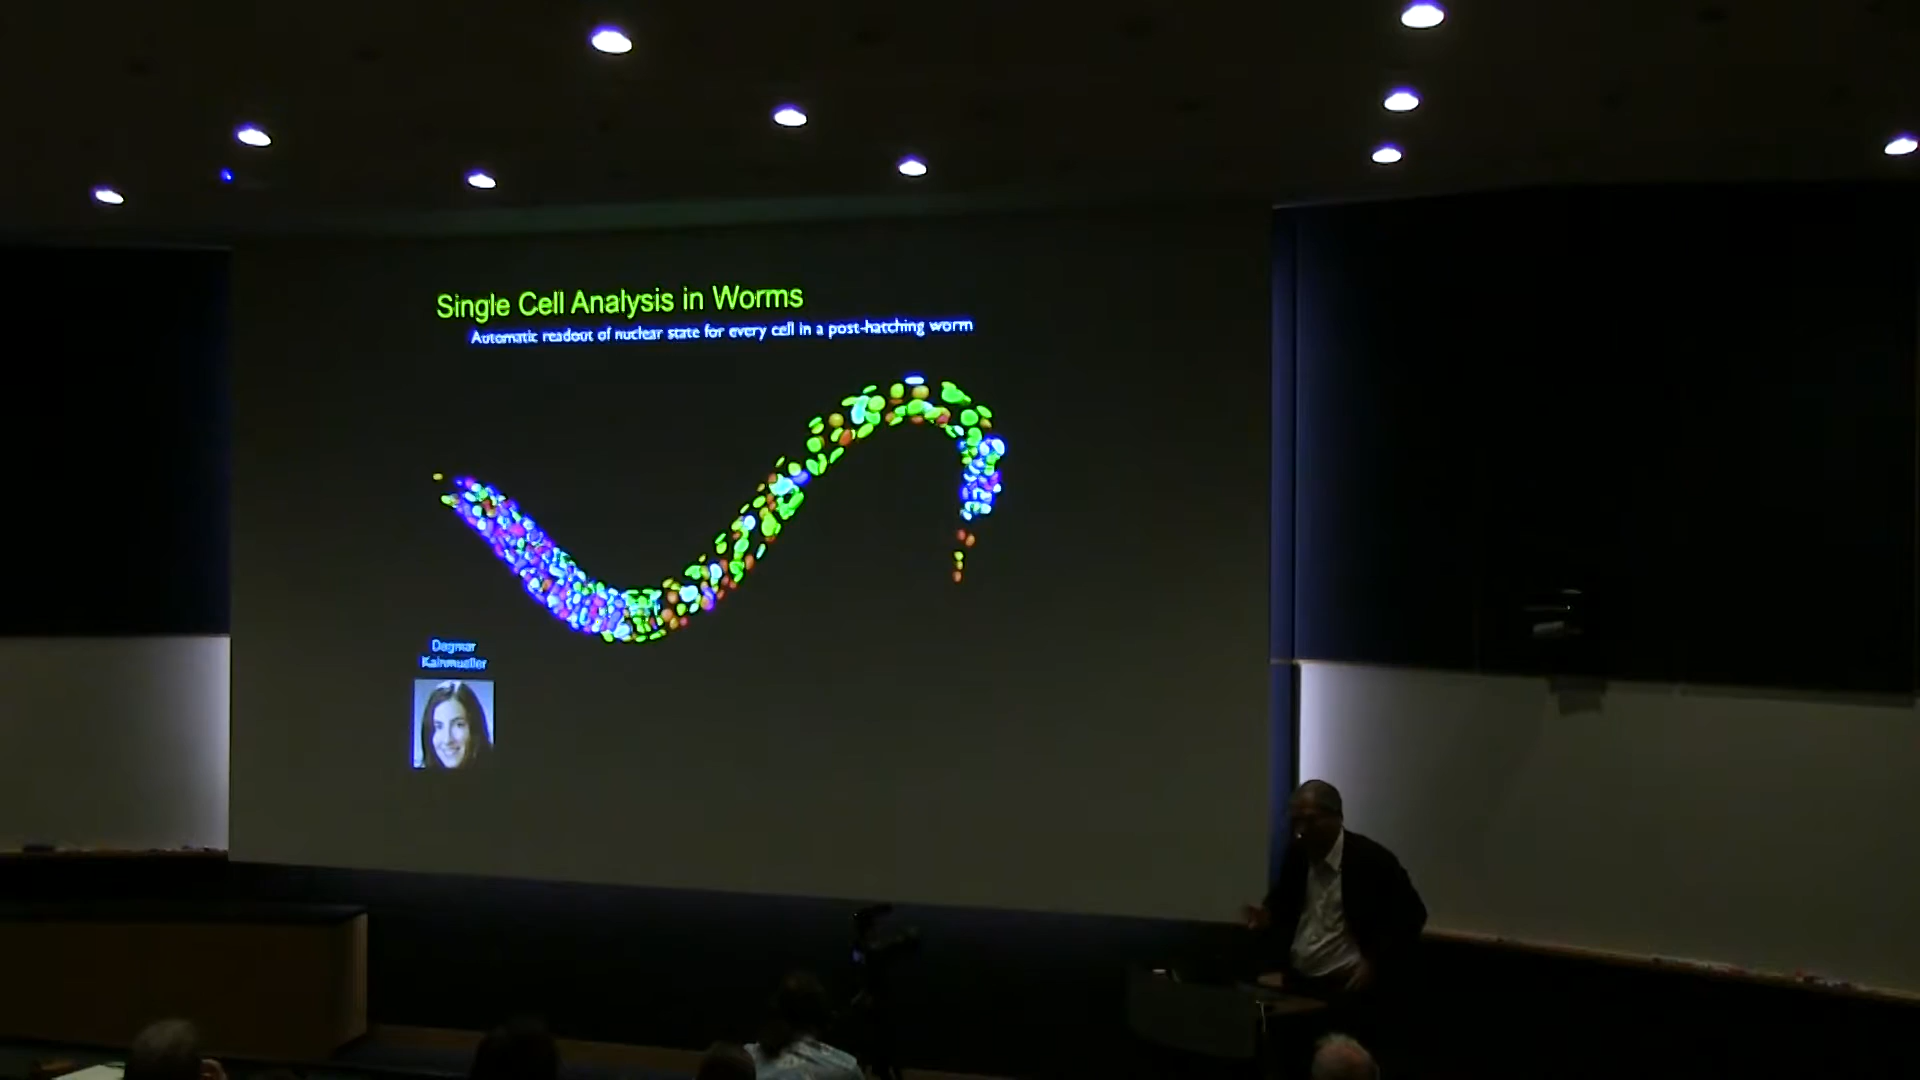 Single Cell Analysis in Worms
Automatic readout of nuclear state for every cell in a post-hatching worm
Dagmar
Kainmueller